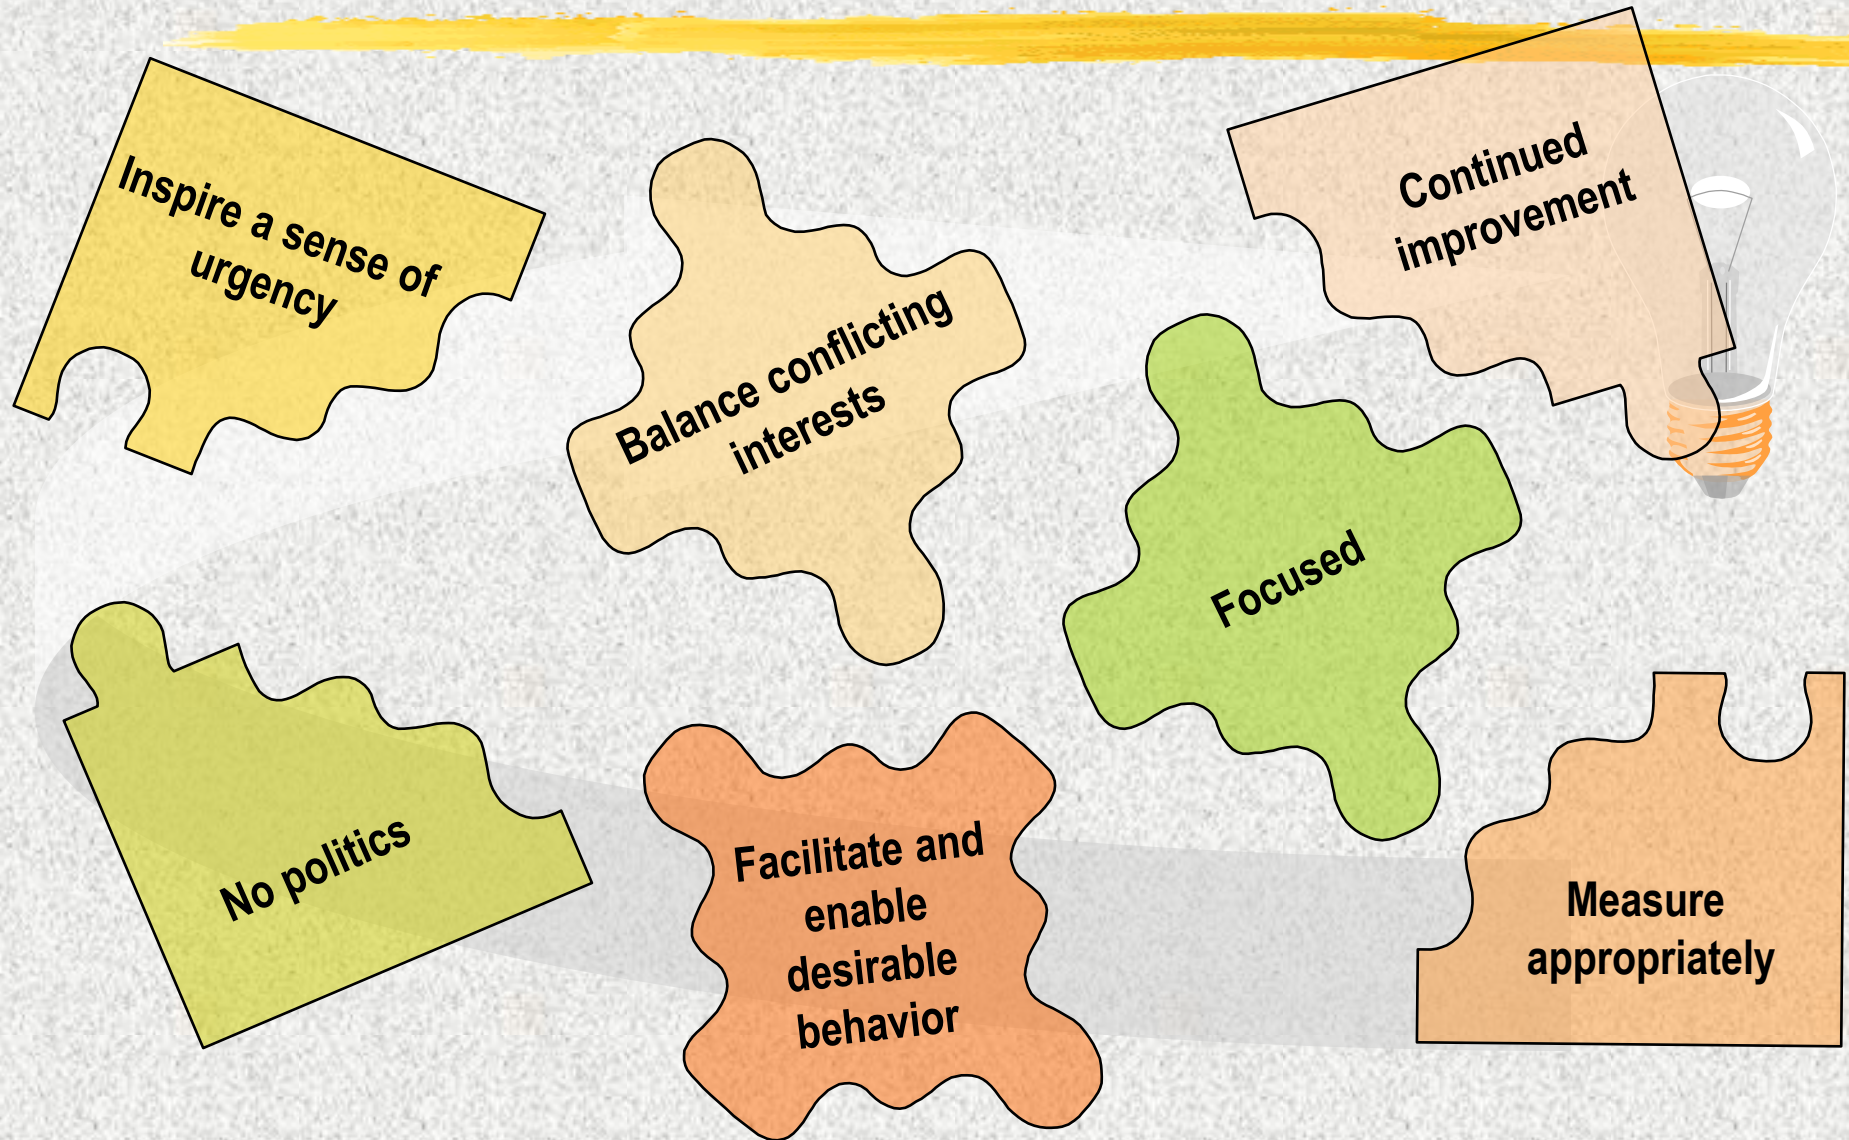 Inspire a sense of
urgency
Balance conflicting
interests
Continued
improvement
Focused
No politics
Facilitate and
enable
desirable
behavior
Measure
appropriately